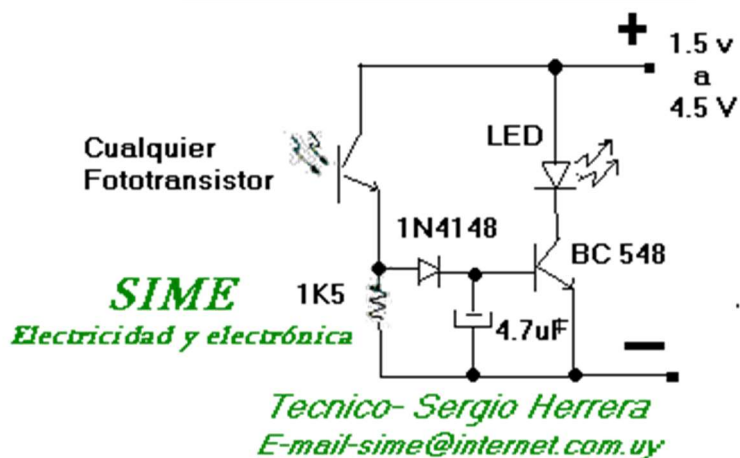 + 1.5 v
a
4.5 V
LED
Cualquier
Fototransistor
1N4148
BC 548
SIME
1K5
Electricidad y electrónica
4.7uF
Tecnico- Sergio Herrera
E-mail-sime@internet.com.uy